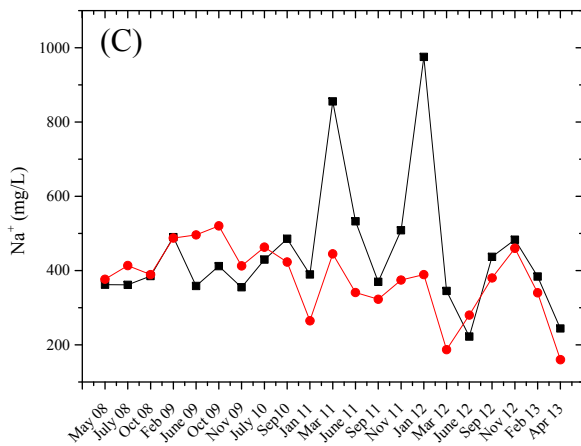 (C)
1000
800
600
400
200
Na⁺ (mg/L)
May 08
July 08
Oct 08
Feb 09
June 09
Oct 09
Nov 09
July 10
Sep10
Jan 11
Mar 11
June 11
Sep 11
Nov 11
Jan 12
Mar 12
June 12
Sep 12
Nov 12
Feb 13
Apr 13